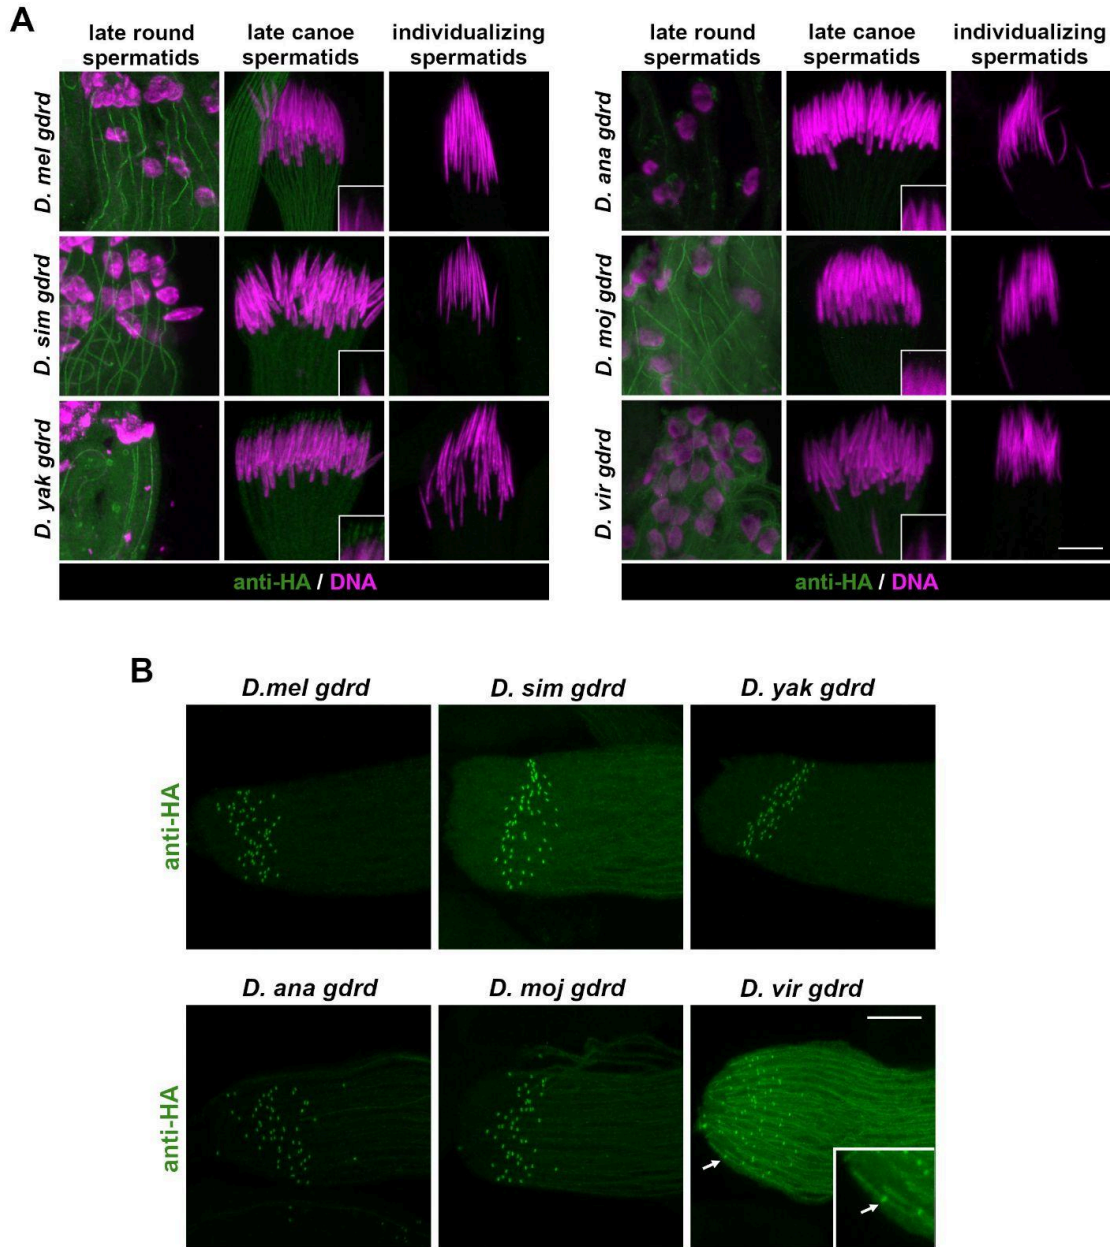 A
late round spermatids
late canoe spermatids
individualizing spermatids
D. mel gdrd
D. sim gdrd
D. yak gdrd
anti-HA / DNA
late round spermatids
late canoe spermatids
individualizing spermatids
D. ana gdrd
D. moj gdrd
D. vir gdrd
anti-HA / DNA
B
D.mel gdrd
D. sim gdrd
D. yak gdrd
anti-HA
D. ana gdrd
D. moj gdrd
D. vir gdrd
anti-HA